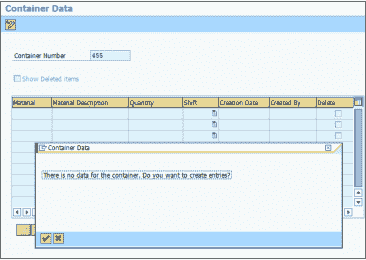 Container Data
Container Number 455
Show Deleted Items
Material Material Description Quantity Shift Creation Date Created By Delete
Container Data
There is no data for the container. Do you want to create entries?